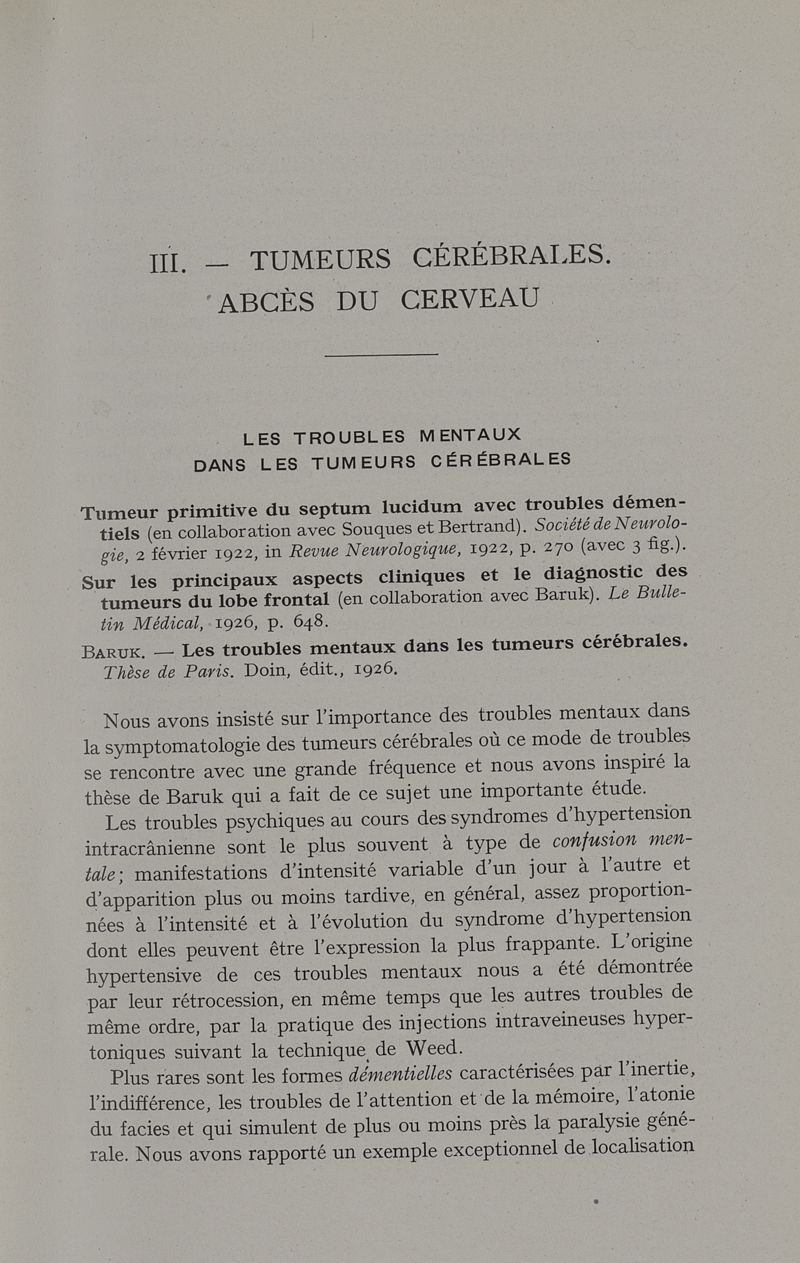 III. — TUMEURS CÉRÉBRALES.
ABCÈS DU CERVEAU
LES TROUBLES MENTAUX
DANS LES TUMEURS CÉRÉBRALES
Tumeur primitive du septum lucidum avec troubles démen-
tiels (en collaboration avec Souques et Bertrand). Société de Neurolo-
gie, 2 février 1922, in Revue Neurologique, 1922, p. 270 (avec 3 fig.).
Sur les principaux aspects cliniques et le diagnostic des
tumeurs du lobe frontal (en collaboration avec Baruk). Le Bulle-
tin Médical, 1926, p. 648.
BARUK. — Les troubles mentaux dans les tumeurs cérébrales.
Thèse de Paris. Doin, édit., 1926.
Nous avons insisté sur l'importance des troubles mentaux dans
la symptomatologie des tumeurs cérébrales où ce mode de troubles
se rencontre avec une grande fréquence et nous avons inspiré la
thèse de Baruk qui a fait de ce sujet une importante étude.
Les troubles psychiques au cours des syndromes d'hypertension
intracrânienne sont le plus souvent à type de confusion men-
tale; manifestations d'intensité variable d'un jour à l'autre et
d'apparition plus ou moins tardive, en général, assez proportion-
nées à l'intensité et à l'évolution du syndrome d'hypertension
dont elles peuvent être l'expression la plus frappante. L'origine
hypertensive de ces troubles mentaux nous a été démontrée
par leur rétrocession, en même temps que les autres troubles de
même ordre, par la pratique des injections intraveineuses hyper-
toniques suivant la technique de Weed.
Plus rares sont les formes démentielles caractérisées par l'inertie,
l'indifférence, les troubles de l'attention et de la mémoire, l'atonie
du facies et qui simulent de plus ou moins près la paralysie géné-
rale. Nous avons rapporté un exemple exceptionnel de localisation